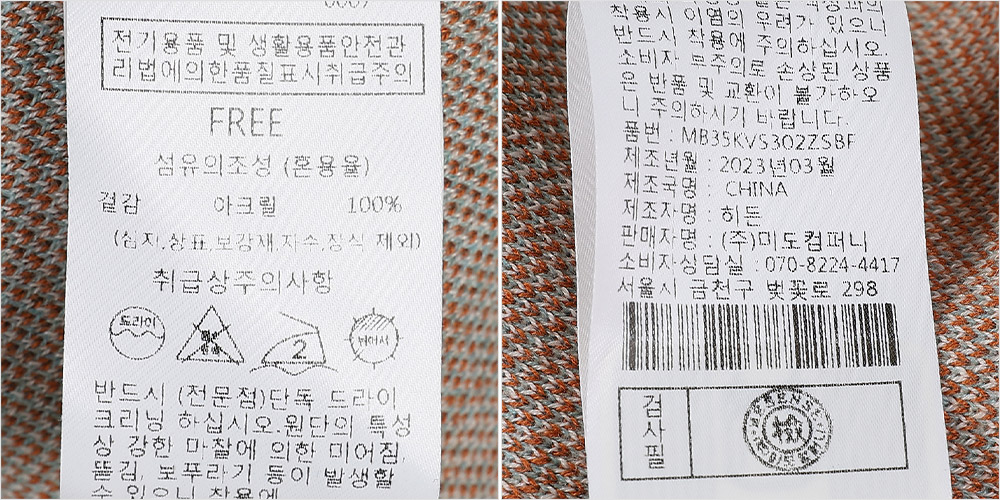 전기용품 및 생활용품안전관
리법에의한품질표시취급주의
FREE
섬유의조성 (혼용율)
겉감 아크릴 100%
(심지,상표,보강재,자수,장식 제외)
취급상주의사항
드라이
2
뉘어서
반드시 (전문점)단독 드라이
크리닝 하십시오.원단의 특성
상 강한 마찰에 의한 미어짐,
뜯김, 보푸라기 등이 발생할
수 있으니 착용에
착용시 이염의 우려가 있으니
반드시 착용에 주의하십시오.
소비자 부주의로 손상된 상품
은 반품 및 교환이 불가하오
니 주의하시기 바랍니다.
품번 : MB35KVS302ZSBF
제조년월 : 2023년03월
제조국명 : CHINA
제조자명 : 히든
판매자명 : (주)미도컴퍼니
소비자상담실 : 070-8224-4417
서울시 금천구 벚꽃로 298
검사필